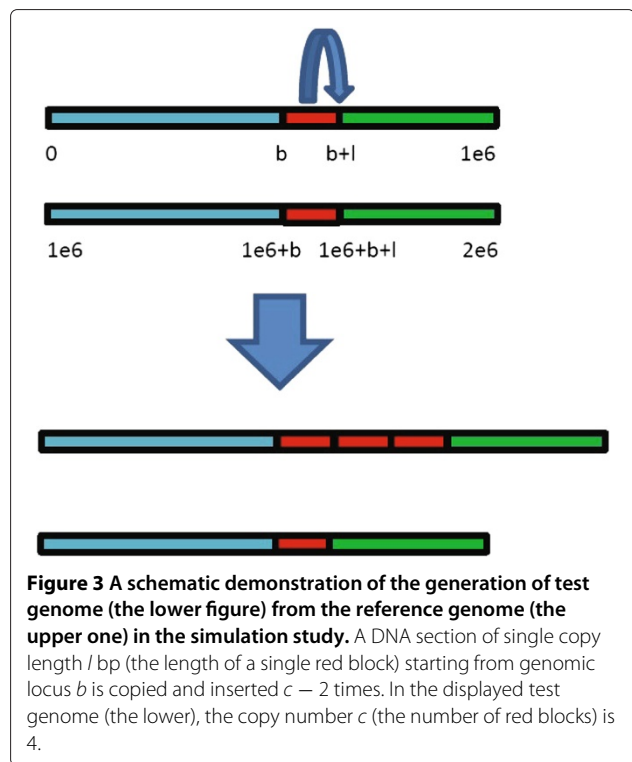 0 b b+l 1e6
1e6 1e6+b 1e6+b+l 2e6
Figure 3 A schematic demonstration of the generation of test
genome (the lower figure) from the reference genome (the
upper one) in the simulation study. A DNA section of single copy
length l bp (the length of a single red block) starting from genomic
locus b is copied and inserted c − 2 times. In the displayed test
genome (the lower), the copy number c (the number of red blocks) is
4.